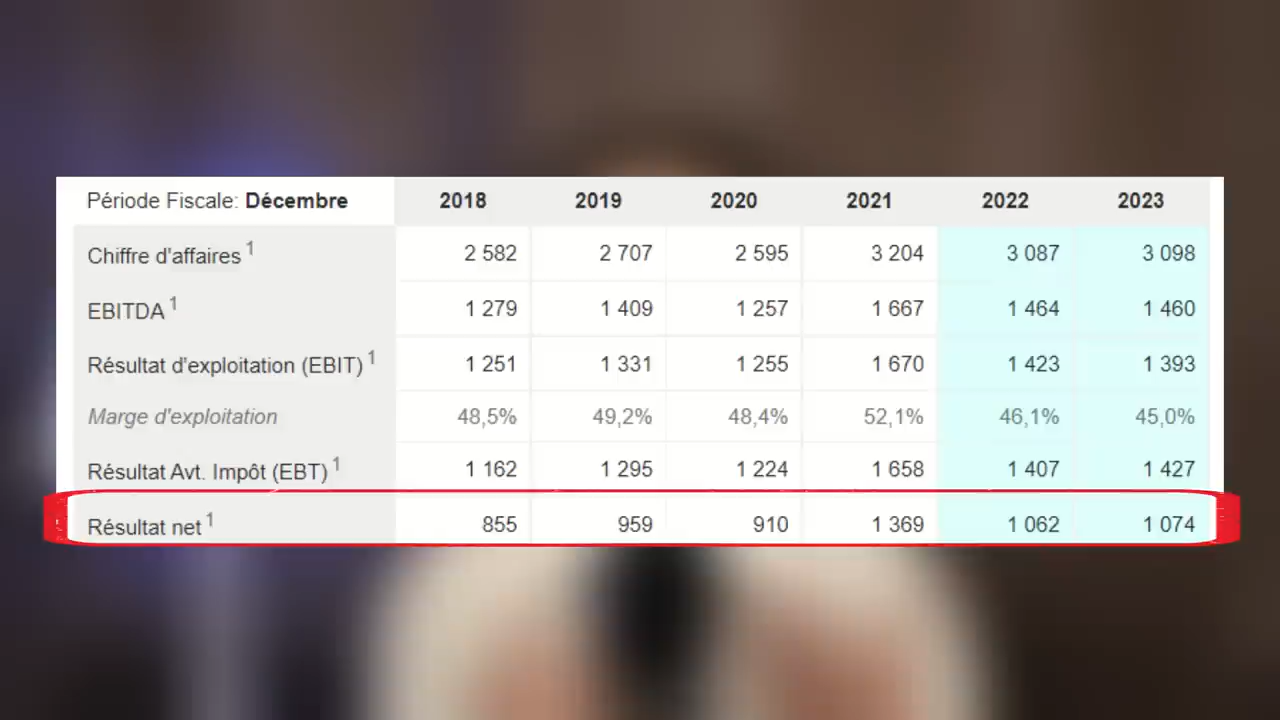 Période Fiscale: Décembre 2018 2019 2020 2021 2022 2023
Chiffre d'affaires 1 2 582 2 707 2 595 3 204 3 087 3 098
EBITDA 1 1 279 1 409 1 257 1 667 1 464 1 460
Résultat d'exploitation (EBIT) 1 1 251 1 331 1 255 1 670 1 423 1 393
Marge d'exploitation 48,5% 49,2% 48,4% 52,1% 46,1% 45,0%
Résultat Avt. Impôt (EBT) 1 1 162 1 295 1 224 1 658 1 407 1 427
Résultat net 1 855 959 910 1 369 1 062 1 074